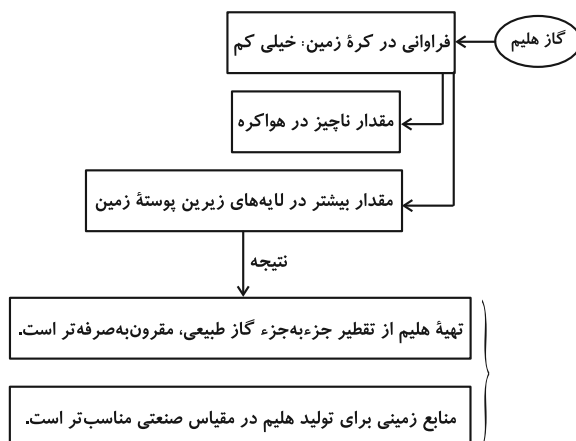 گاز هلیم
فراوانی در کرهٔ زمین: خیلی کم
مقدار ناچیز در هواکره
مقدار بیشتر در لایه‌های زیرین پوستهٔ زمین
نتیجه
تهیهٔ هلیم از تقطیر جزءبه‌جزء گاز طبیعی، مقرون‌به‌صرفه‌تر است.
منابع زمینی برای تولید هلیم در مقیاس صنعتی مناسب‌تر است.